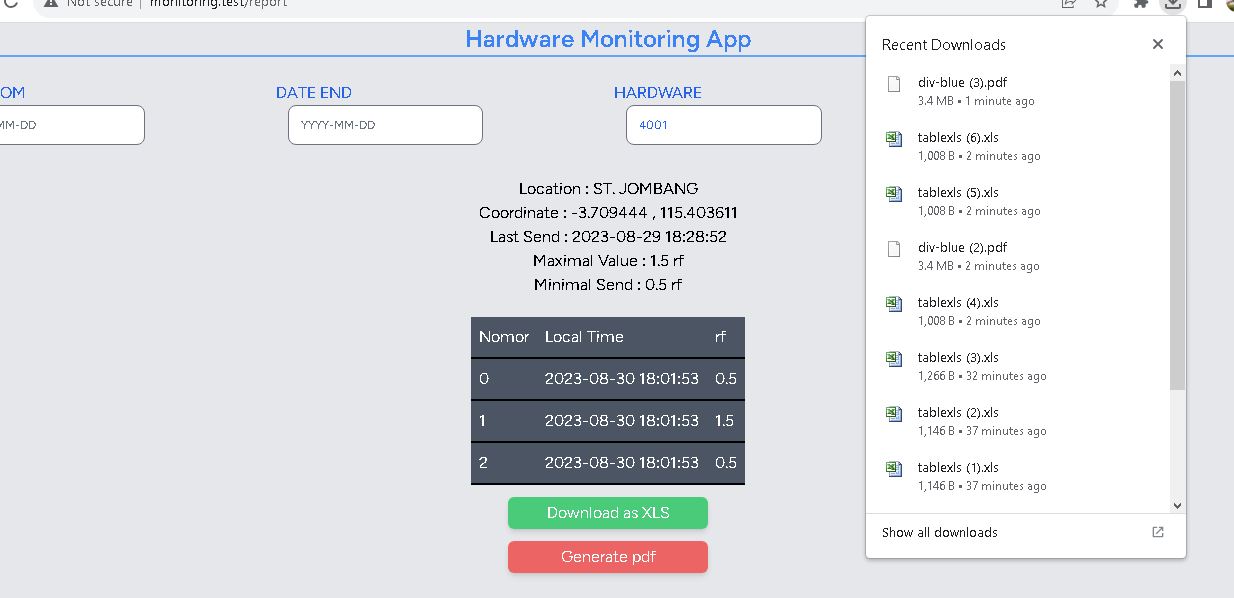 Not secure | monitoring.test/report
Hardware Monitoring App
OM
DATE END
HARDWARE
MM-DD
YYYY-MM-DD
4001
Location : ST. JOMBANG
Coordinate : -3.709444 , 115.403611
Last Send : 2023-08-29 18:28:52
Maximal Value : 1.5 rf
Minimal Send : 0.5 rf
Nomor Local Time rf
0 2023-08-30 18:01:53 0.5
1 2023-08-30 18:01:53 1.5
2 2023-08-30 18:01:53 0.5
Download as XLS
Generate pdf
Recent Downloads
div-blue (3).pdf
3.4 MB • 1 minute ago
tablexls (6).xls
1,008 B • 2 minutes ago
tablexls (5).xls
1,008 B • 2 minutes ago
div-blue (2).pdf
3.4 MB • 2 minutes ago
tablexls (4).xls
1,008 B • 2 minutes ago
tablexls (3).xls
1,266 B • 32 minutes ago
tablexls (2).xls
1,146 B • 37 minutes ago
tablexls (1).xls
1,146 B • 37 minutes ago
Show all downloads